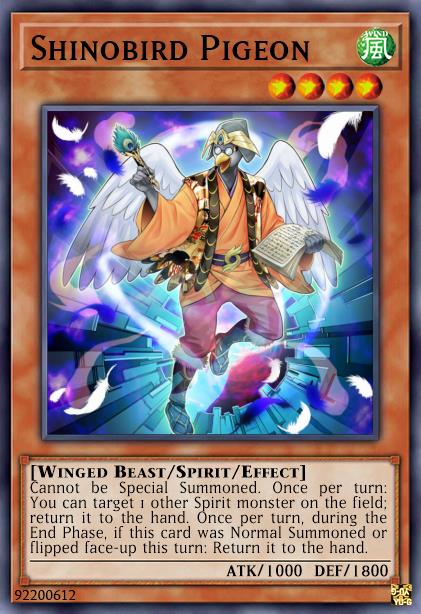 Shinobird Pigeon
WIND
風
[Winged Beast/Spirit/Effect]
Cannot be Special Summoned. Once per turn:
You can target 1 other Spirit monster on the field;
return it to the hand. Once per turn, during the
End Phase, if this card was Normal Summoned or
flipped face-up this turn: Return it to the hand.
ATK/1000 DEF/1800
92200612